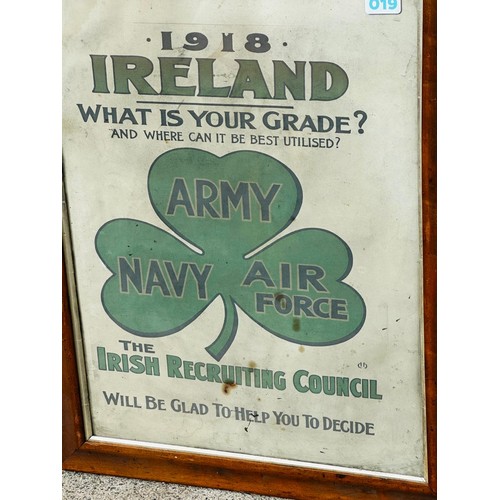 019
· 1918 ·
IRELAND
WHAT IS YOUR GRADE?
AND WHERE CAN IT BE BEST UTILISED?
ARMY
NAVY
AIR
FORCE
THE
IRISH RECRUITING COUNCIL
WILL BE GLAD TO HELP YOU TO DECIDE